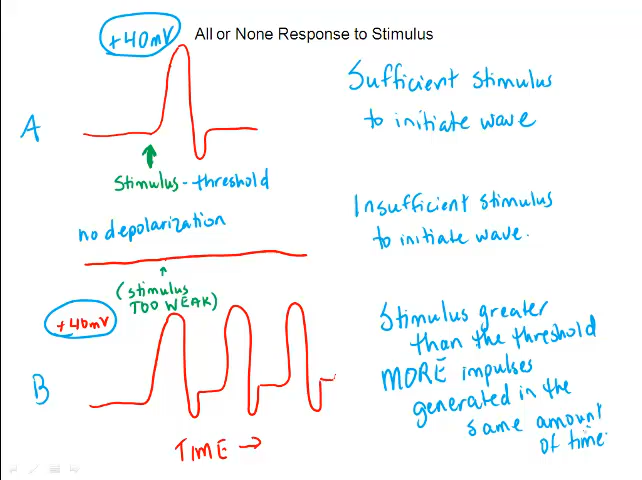 +40mV
All or None Response to Stimulus
A
Sufficient stimulus
to initiate wave
Stimulus - threshold
no depolarization
Insufficient stimulus
to initiate wave.
(stimulus
TOO WEAK)
+40mV
B
Stimulus greater
than the threshold
MORE impulses
generated in the
same amount
of time.
TIME →